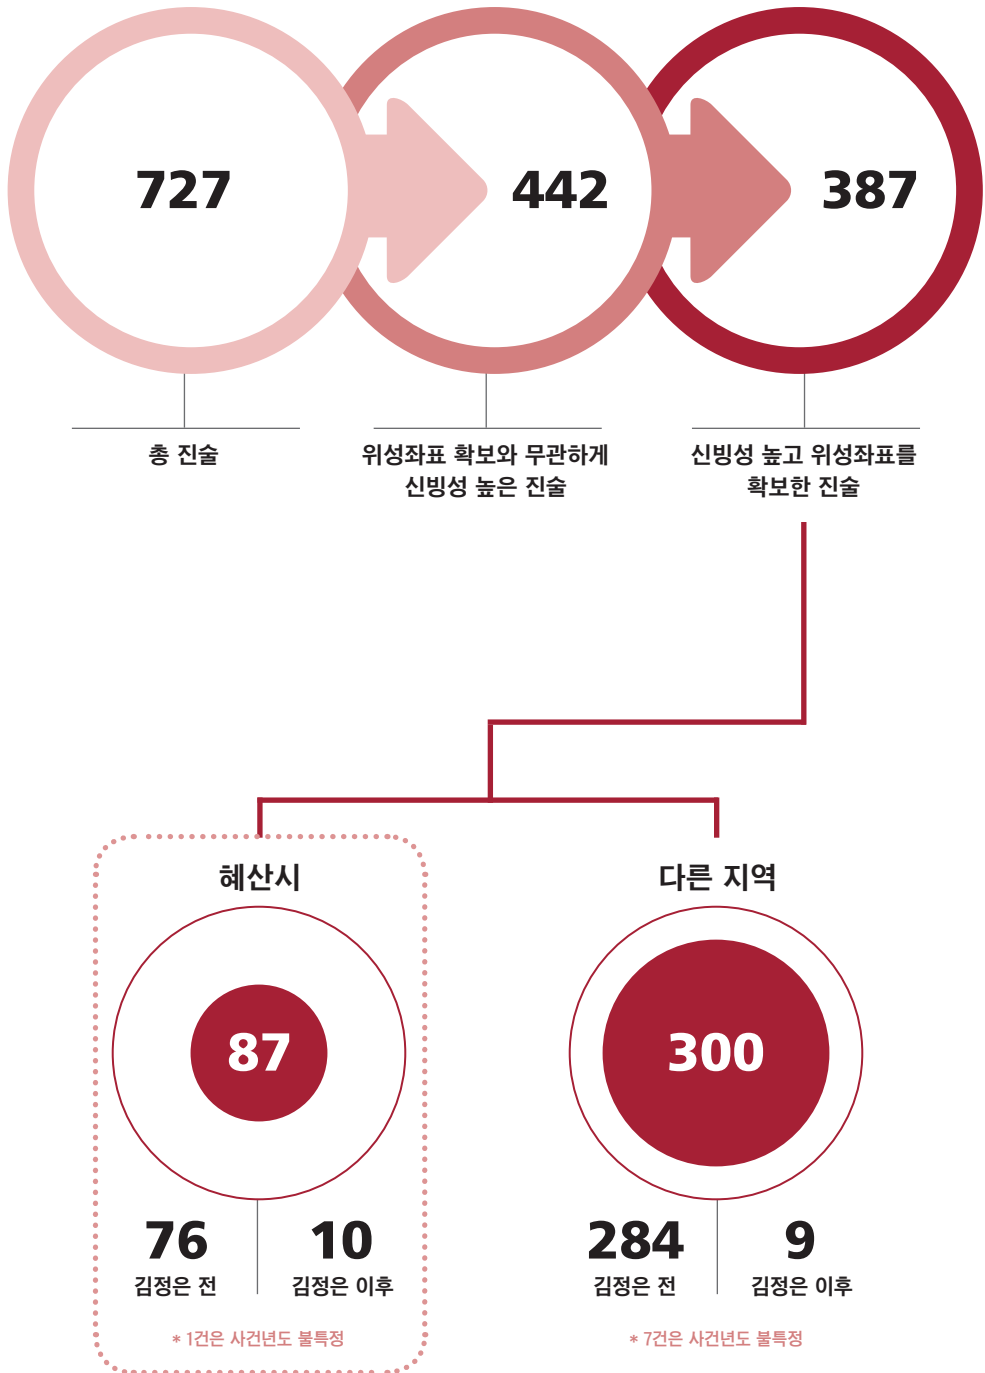 727
442
387
총 진술
위성좌표 확보와 무관하게
신빙성 높은 진술
신빙성 높고 위성좌표를
확보한 진술
혜산시
87
76
김정은 전
10
김정은 이후
* 1건은 사건년도 불특정
다른 지역
300
284
김정은 전
9
김정은 이후
* 7건은 사건년도 불특정